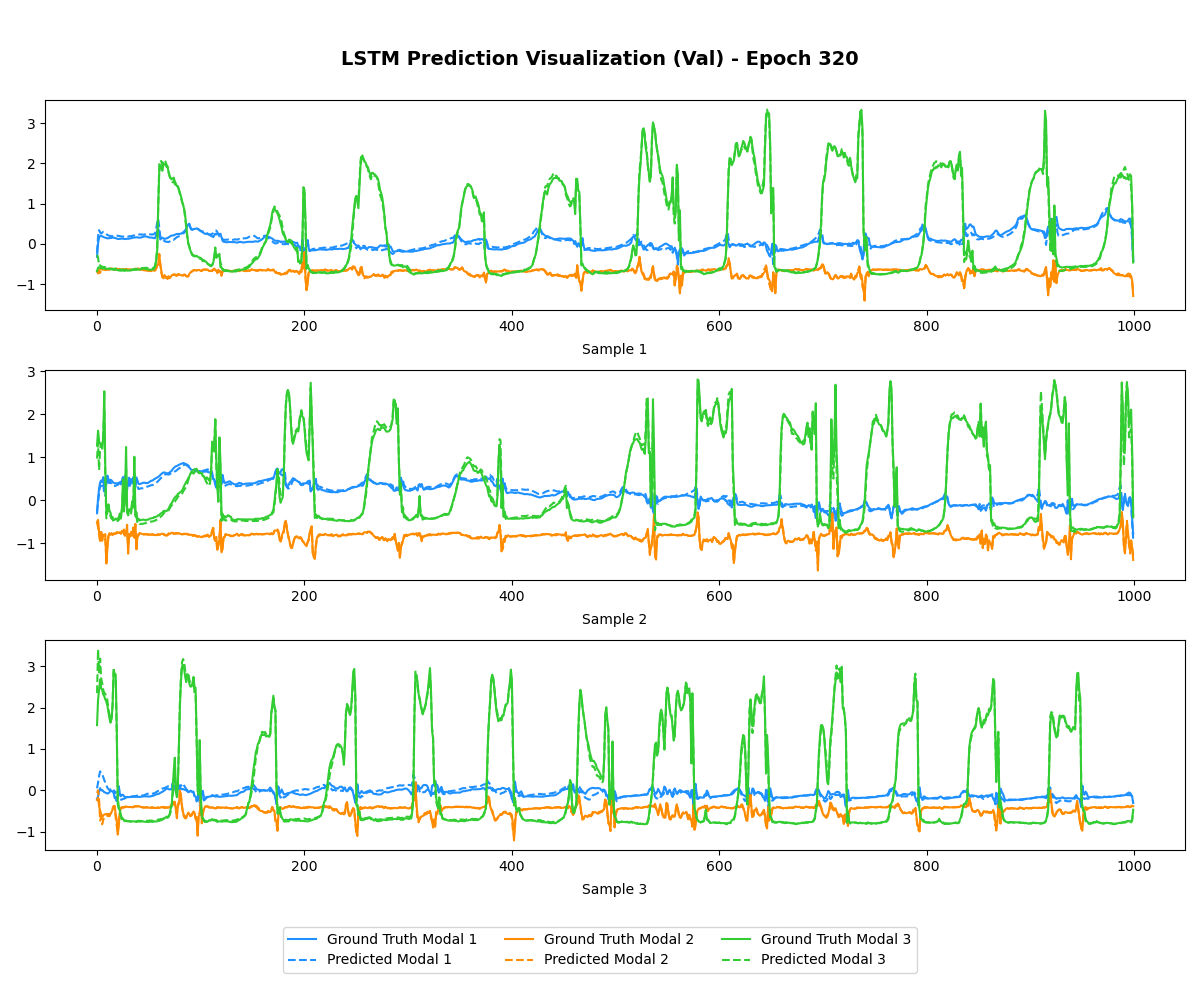 LSTM Prediction Visualization (Val) - Epoch 320
3
2
1
0
−1
0 200 400 600 800 1000
Sample 1
3
2
1
0
−1
0 200 400 600 800 1000
Sample 2
3
2
1
0
−1
0 200 400 600 800 1000
Sample 3
Ground Truth Modal 1 Ground Truth Modal 2 Ground Truth Modal 3
Predicted Modal 1 Predicted Modal 2 Predicted Modal 3